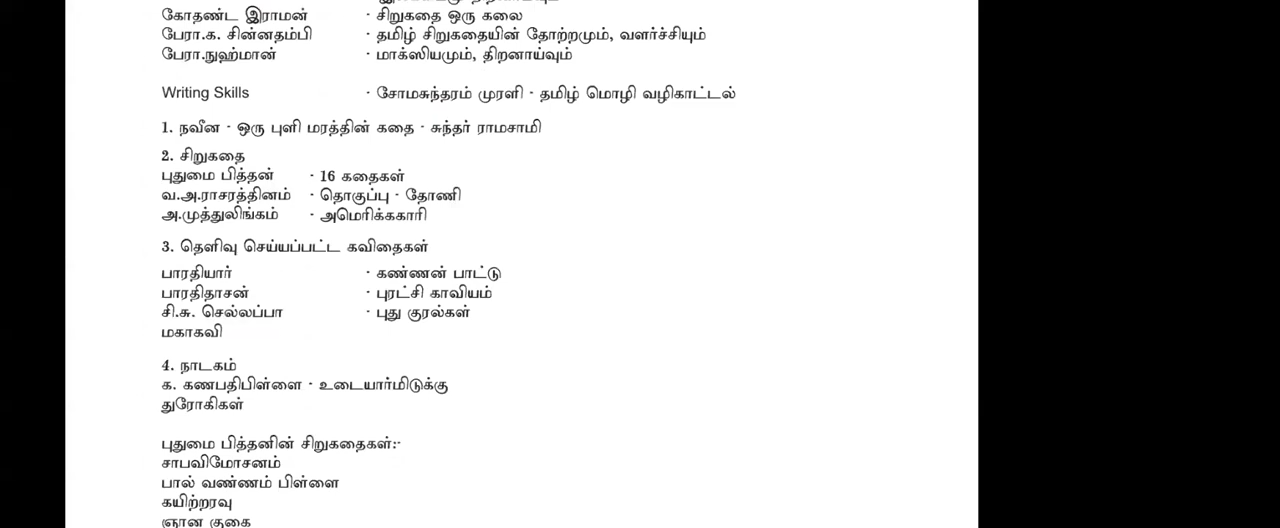 கோதண்ட இராமன் - சிறுகதை ஒரு கலை
பேரா.க. சின்னதம்பி - தமிழ் சிறுகதையின் தோற்றமும், வளர்ச்சியும்
பேரா.நுஹ்மான் - மாக்ஸியமும், திறனாய்வும்
Writing Skills - சோமசுந்தரம் முரளி - தமிழ் மொழி வழிகாட்டல்
1. நவீன - ஒரு புளி மரத்தின் கதை - சுந்தர் ராமசாமி
2. சிறுகதை
புதுமை பித்தன் - 16 கதைகள்
வ.அ.ராசரத்தினம் - தொகுப்பு - தோணி
அ.முத்துலிங்கம் - அமெரிக்ககாரி
3. தெளிவு செய்யப்பட்ட கவிதைகள்
பாரதியார் - கண்ணன் பாட்டு
பாரதிதாசன் - புரட்சி காவியம்
சி.சு. செல்லப்பா - புது குரல்கள்
மகாகவி
4. நாடகம்
க. கணபதிபிள்ளை - உடையார்மிடுக்கு
துரோகிகள்
புதுமை பித்தனின் சிறுகதைகள்:-
சாபவிமோசனம்
பால் வண்ணம் பிள்ளை
கயிற்றரவு
ஞான குகை